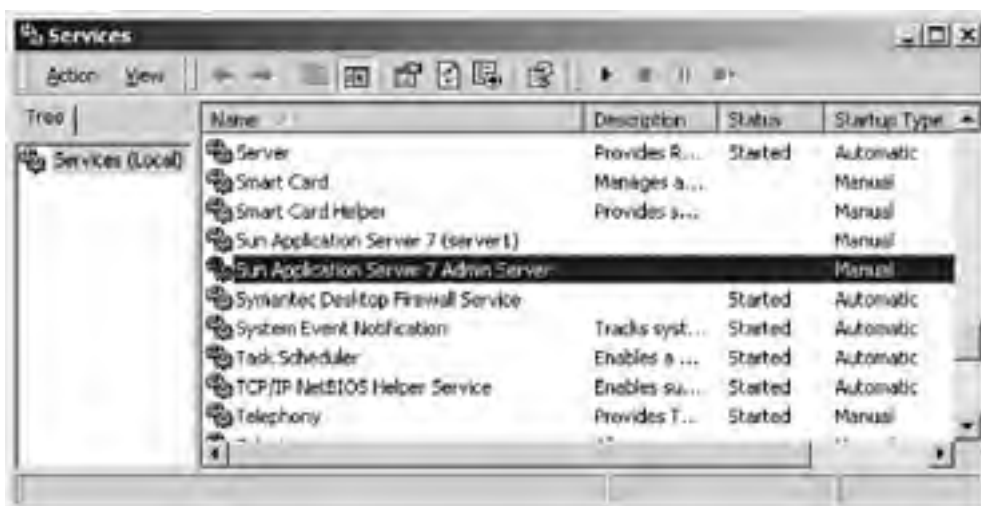 Services
Action View
Tree
Name Description Status Startup Type
Services (Local)
Server Provides R... Started Automatic
Smart Card Manages a... Manual
Smart Card Helper Provides s... Manual
Sun Application Server 7 (server1) Manual
Sun Application Server 7 Admin Server Manual
Symantec Desktop Firewall Service Started Automatic
System Event Notification Tracks syst... Started Automatic
Task Scheduler Enables a ... Started Automatic
TCP/IP NetBIOS Helper Service Enables su... Started Automatic
Telephony Provides T... Started Manual